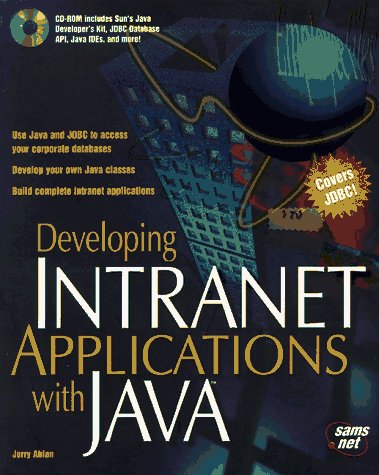 CD-ROM includes Sun's Java
Developer's Kit, JDBC Database
API, Java IDEs, and more!
Use Java and JDBC to access
your corporate databases
Develop your own Java classes
Build complete intranet applications
Covers
JDBC!
Developing
INTRANET
APPLICATIONS
with JAVA™
Jerry Ablan
sams
.net